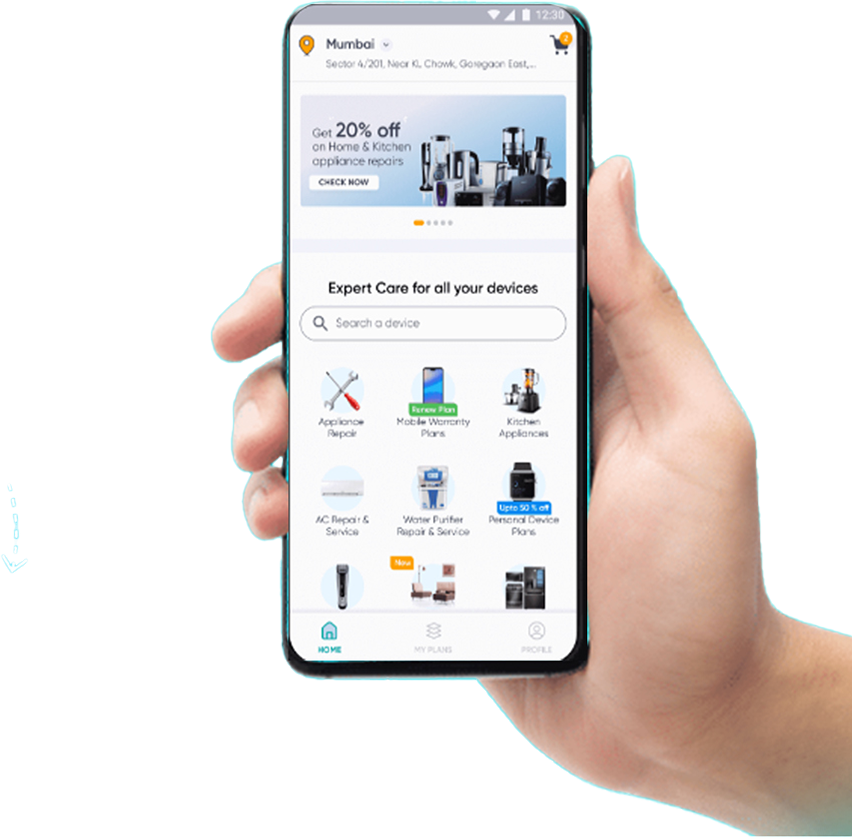 12:30
Mumbai
2
Sector 4/201, Near KL Chowk, Goregaon East,...
Get 20% off
on Home & Kitchen
appliance repairs
CHECK NOW
Expert Care for all your devices
Search a device
Renew Plan
Appliance
Repair
Mobile Warranty
Plans
Kitchen
Appliances
Upto 50 % off
AC Repair &
Service
Water Purifier
Repair & Service
Personal Device
Plans
New
HOME
MY PLANS
PROFILE